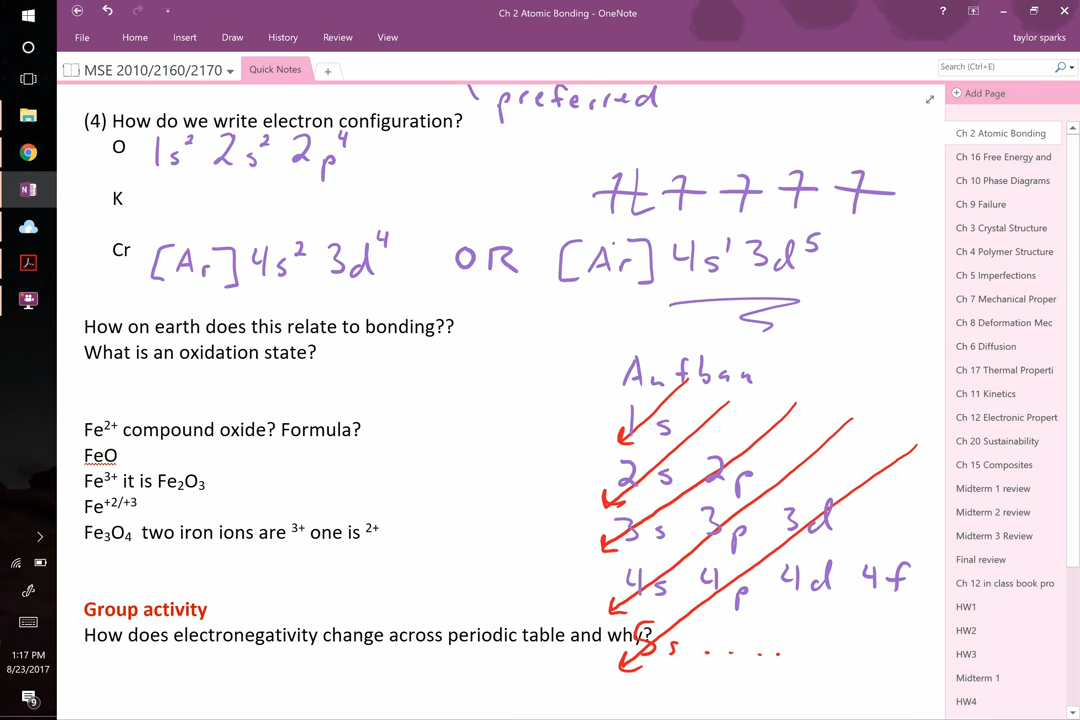 Ch 2 Atomic Bonding - OneNote
File Home Insert Draw History Review View
taylor sparks
MSE 2010/2160/2170
Quick Notes
Search (Ctrl+E)
Add Page
preferred
(4) How do we write electron configuration?
O 1s² 2s² 2p⁴
K
Cr [Ar] 4s² 3d⁴ OR [Ar] 4s¹ 3d⁵
How on earth does this relate to bonding??
What is an oxidation state?
Aufbau
1s
2s 2p
3s 3p 3d
4s 4p 4d 4f
5s . . . .
Fe²⁺ compound oxide? Formula?
FeO
Fe³⁺ it is Fe₂O₃
Fe⁺²/⁺³
Fe₃O₄ two iron ions are ³⁺ one is ²⁺
Group activity
How does electronegativity change across periodic table and why?
Ch 2 Atomic Bonding
Ch 16 Free Energy and
Ch 10 Phase Diagrams
Ch 9 Failure
Ch 3 Crystal Structure
Ch 4 Polymer Structure
Ch 5 Imperfections
Ch 7 Mechanical Proper
Ch 8 Deformation Mec
Ch 6 Diffusion
Ch 17 Thermal Properti
Ch 11 Kinetics
Ch 12 Electronic Propert
Ch 20 Sustainability
Ch 15 Composites
Midterm 1 review
Midterm 2 review
Midterm 3 Review
Final review
Ch 12 in class book pro
HW1
HW2
HW3
Midterm 1
HW4
1:17 PM
8/23/2017
9